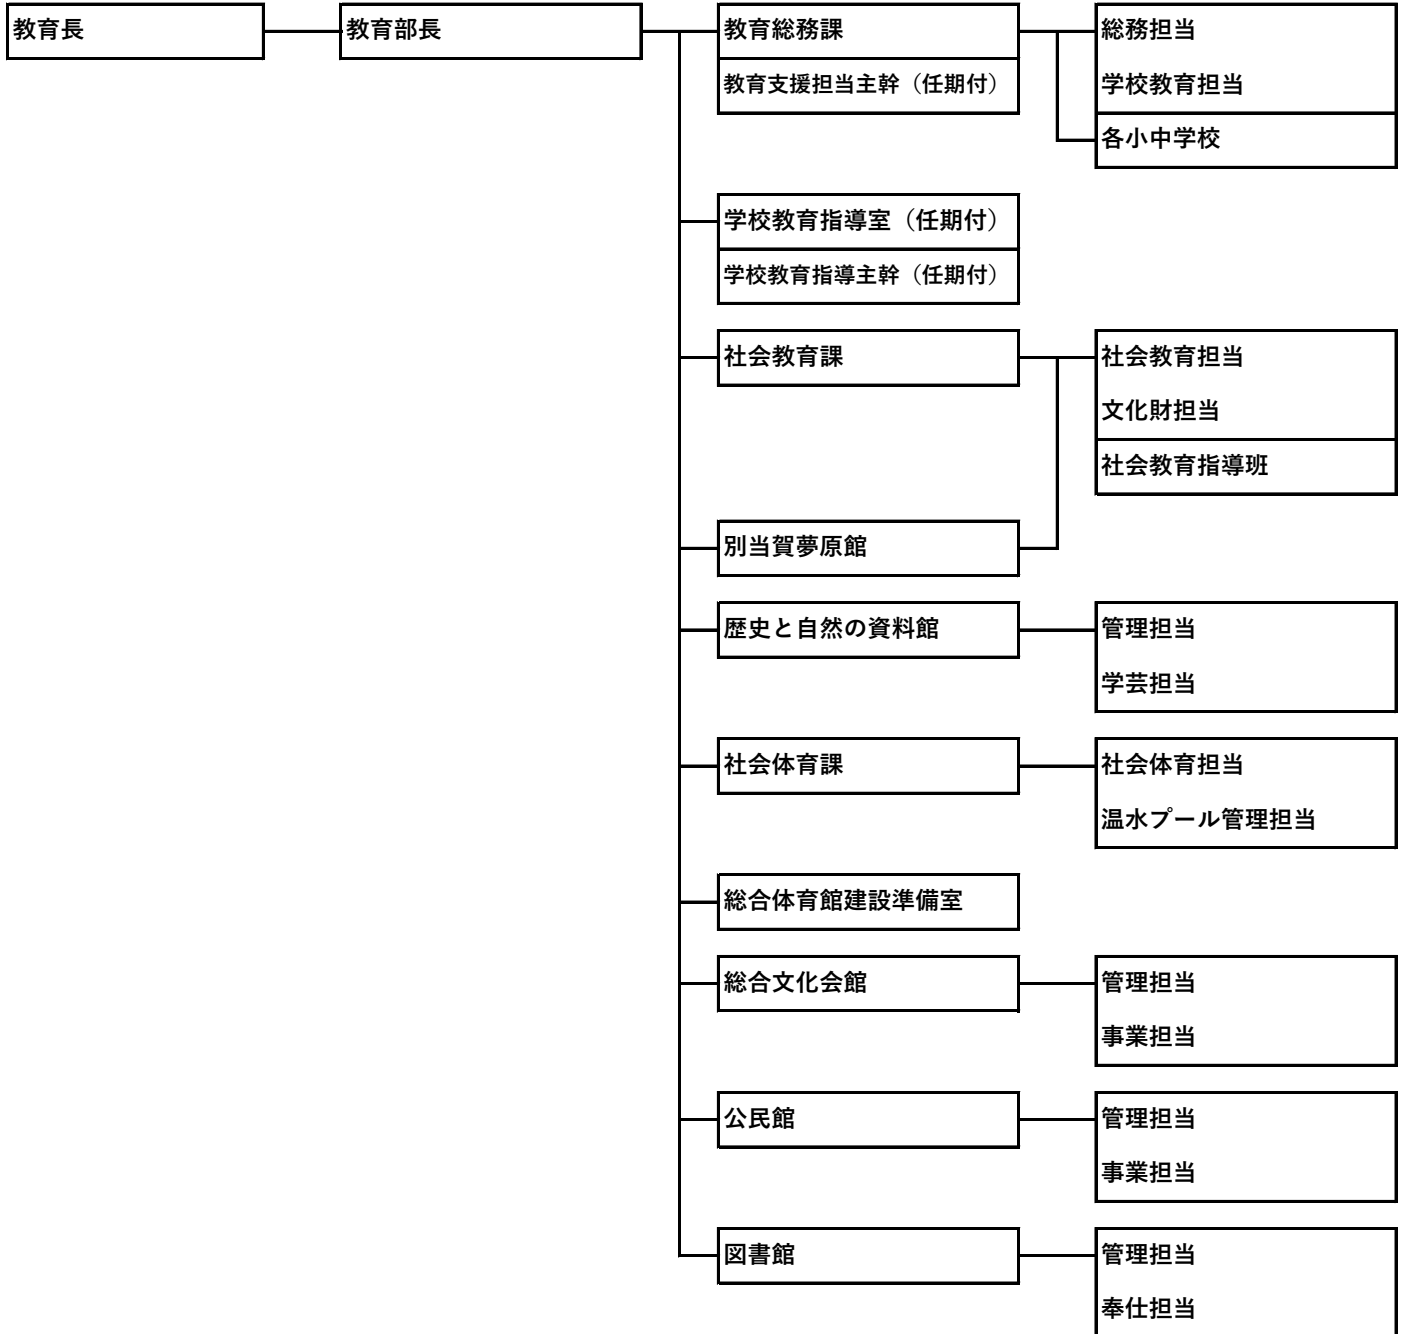 教育長
教育部長
教育総務課
教育支援担当主幹（任期付）
総務担当
学校教育担当
各小中学校
学校教育指導室（任期付）
学校教育指導主幹（任期付）
社会教育課
社会教育担当
文化財担当
社会教育指導班
別当賀夢原館
歴史と自然の資料館
管理担当
学芸担当
社会体育課
社会体育担当
温水プール管理担当
総合体育館建設準備室
総合文化会館
管理担当
事業担当
公民館
管理担当
事業担当
図書館
管理担当
奉仕担当